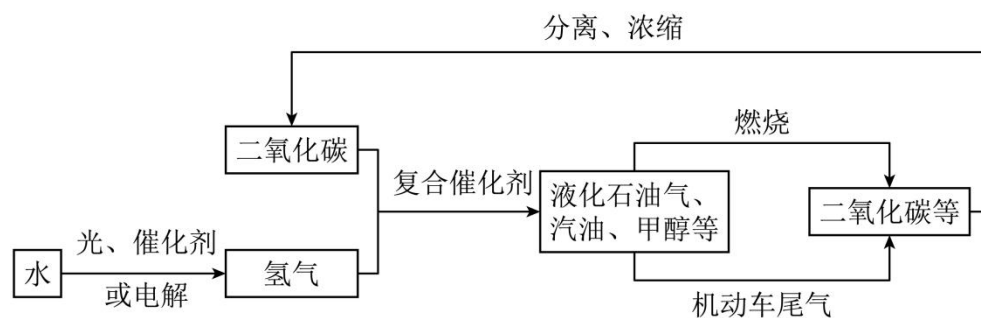 分离、浓缩
二氧化碳
燃烧
复合催化剂
液化石油气、
汽油、甲醇等
二氧化碳等
光、催化剂
水
氢气
或电解
机动车尾气